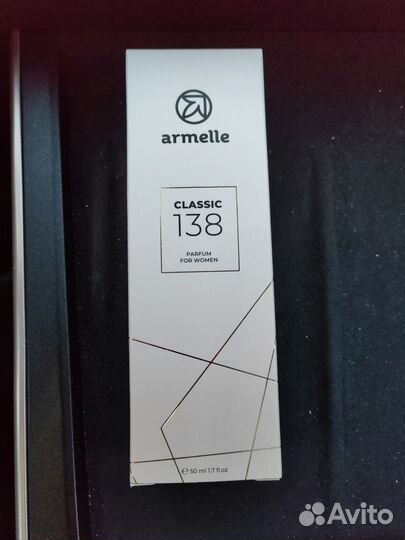 armelle
CLASSIC
138
PARFUM
FOR WOMEN
℮ 50 ml 1.7 fl.oz
Avito